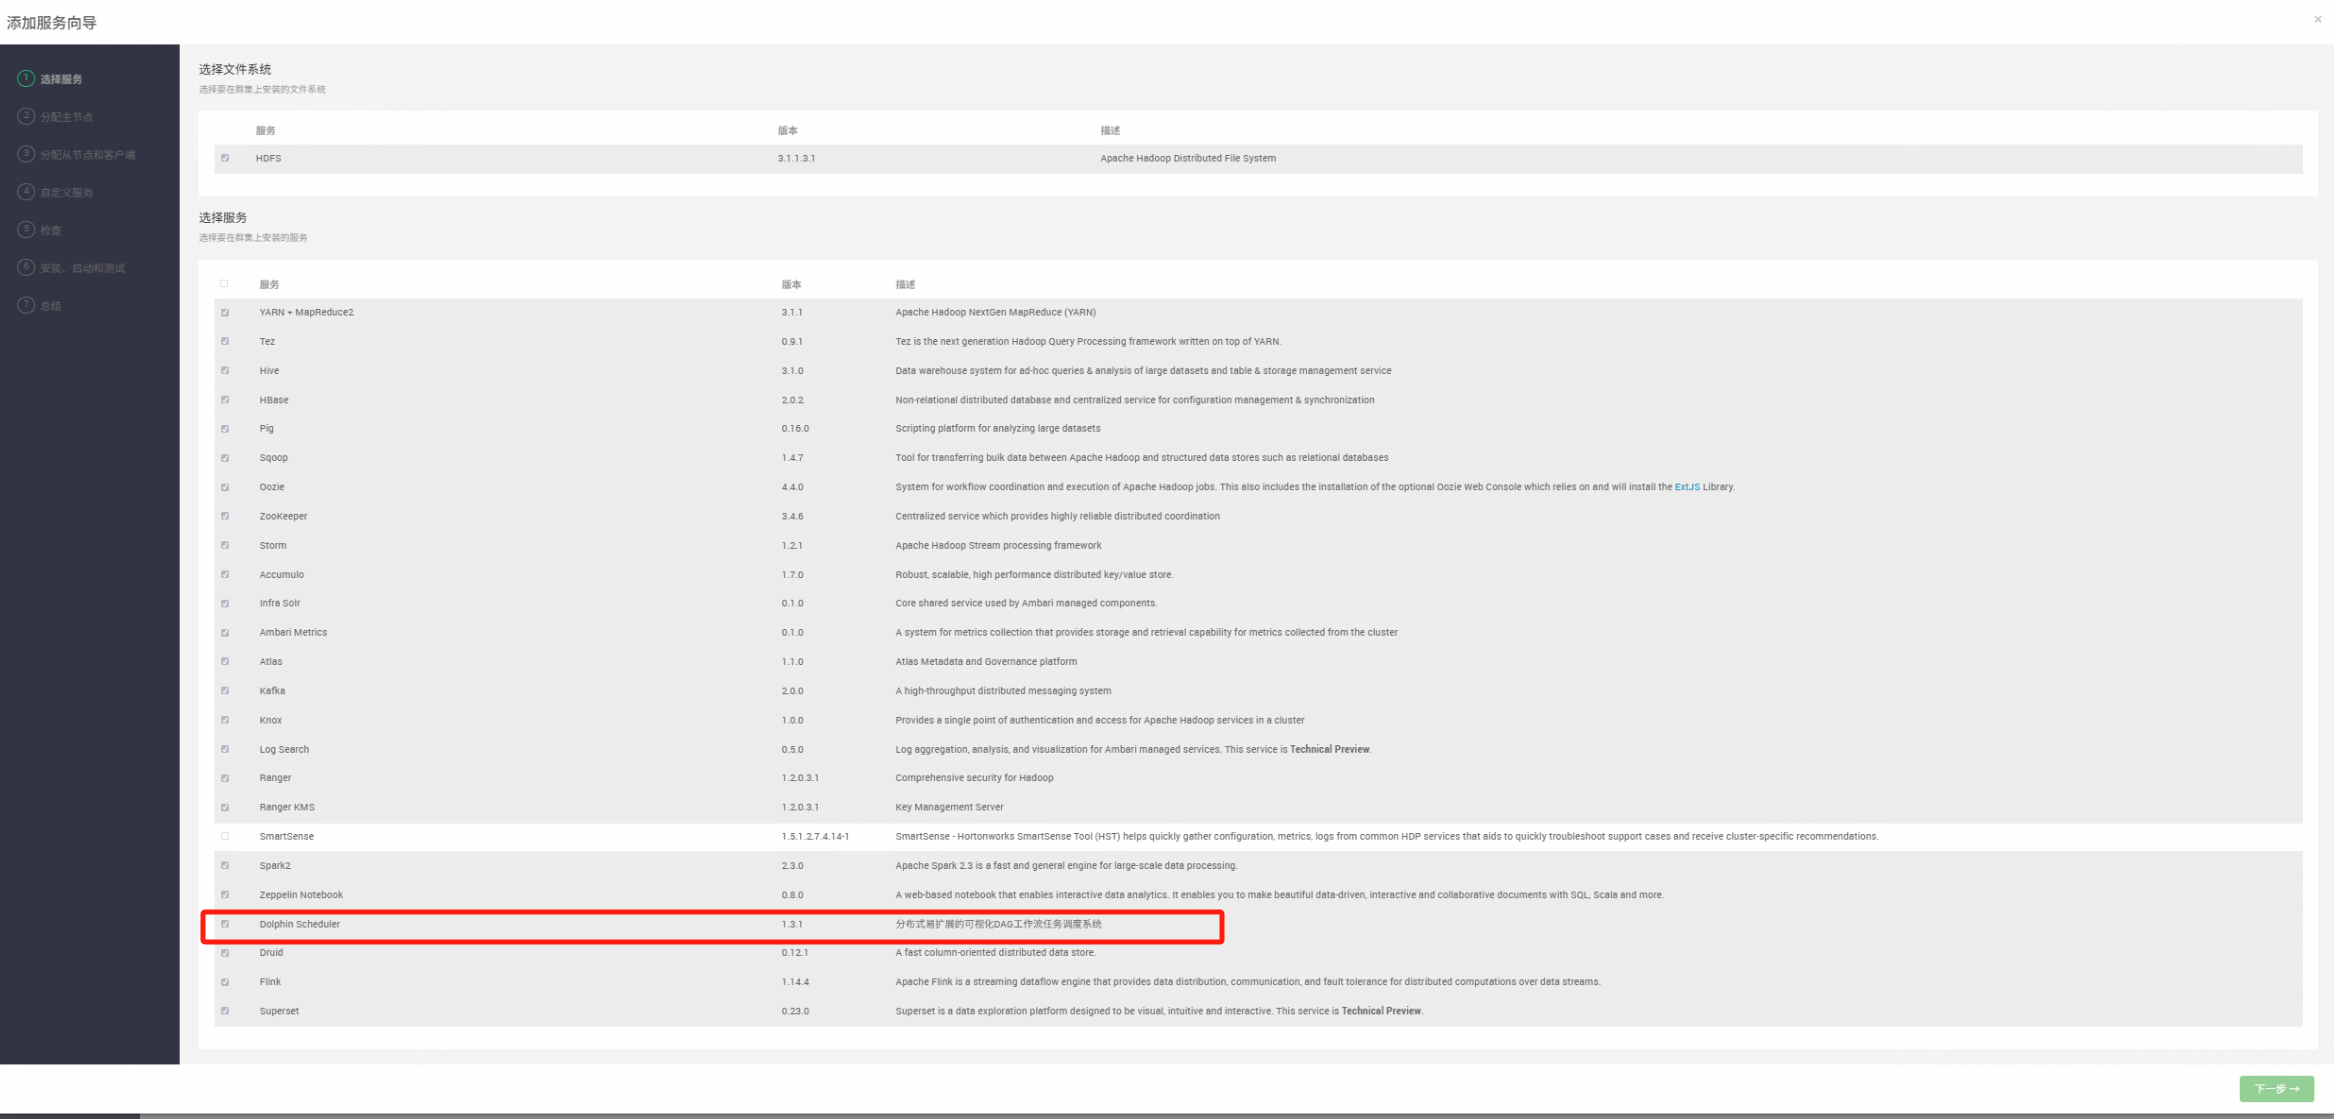 添加服务向导
×
1 选择服务
2 分配主节点
3 分配从节点和客户端
4 自定义服务
5 检查
6 安装、启动和测试
7 总结
选择文件系统
选择要在群集上安装的文件系统
服务 版本 描述
HDFS 3.1.1.3.1 Apache Hadoop Distributed File System
选择服务
选择要在群集上安装的服务
服务 版本 描述
YARN + MapReduce2 3.1.1 Apache Hadoop NextGen MapReduce (YARN)
Tez 0.9.1 Tez is the next generation Hadoop Query Processing framework written on top of YARN.
Hive 3.1.0 Data warehouse system for ad-hoc queries & analysis of large datasets and table & storage management service
HBase 2.0.2 Non-relational distributed database and centralized service for configuration management & synchronization
Pig 0.16.0 Scripting platform for analyzing large datasets
Sqoop 1.4.7 Tool for transferring bulk data between Apache Hadoop and structured data stores such as relational databases
Oozie 4.4.0 System for workflow coordination and execution of Apache Hadoop jobs. This also includes the installation of the optional Oozie Web Console which relies on and will install the ExtJS Library.
ZooKeeper 3.4.6 Centralized service which provides highly reliable distributed coordination
Storm 1.2.1 Apache Hadoop Stream processing framework
Accumulo 1.7.0 Robust, scalable, high performance distributed key/value store.
Infra Solr 0.1.0 Core shared service used by Ambari managed components.
Ambari Metrics 0.1.0 A system for metrics collection that provides storage and retrieval capability for metrics collected from the cluster
Atlas 1.1.0 Atlas Metadata and Governance platform
Kafka 2.0.0 A high-throughput distributed messaging system
Knox 1.0.0 Provides a single point of authentication and access for Apache Hadoop services in a cluster
Log Search 0.5.0 Log aggregation, analysis, and visualization for Ambari managed services. This service is Technical Preview.
Ranger 1.2.0.3.1 Comprehensive security for Hadoop
Ranger KMS 1.2.0.3.1 Key Management Server
SmartSense 1.5.1.2.7.4.14-1 SmartSense - Hortonworks SmartSense Tool (HST) helps quickly gather configuration, metrics, logs from common HDP services that aids to quickly troubleshoot support cases and receive cluster-specific recommendations.
Spark2 2.3.0 Apache Spark 2.3 is a fast and general engine for large-scale data processing.
Zeppelin Notebook 0.8.0 A web-based notebook that enables interactive data analytics. It enables you to make beautiful data-driven, interactive and collaborative documents with SQL, Scala and more.
Dolphin Scheduler 1.3.1 分布式易扩展的可视化DAG工作流任务调度系统
Druid 0.12.1 A fast column-oriented distributed data store.
Flink 1.14.4 Apache Flink is a streaming dataflow engine that provides data distribution, communication, and fault tolerance for distributed computations over data streams.
Superset 0.23.0 Superset is a data exploration platform designed to be visual, intuitive and interactive. This service is Technical Preview.
下一步 →